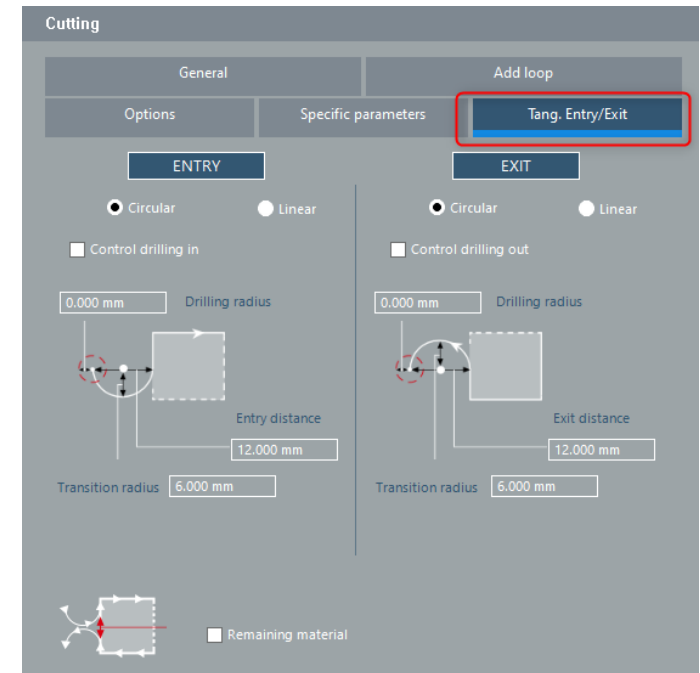 Cutting
General
Add loop
Options
Specific parameters
Tang. Entry/Exit
ENTRY
Circular
Linear
Control drilling in
0.000 mm
Drilling radius
Entry distance
12.000 mm
Transition radius
6.000 mm
EXIT
Circular
Linear
Control drilling out
0.000 mm
Drilling radius
Exit distance
12.000 mm
Transition radius
6.000 mm
Remaining material